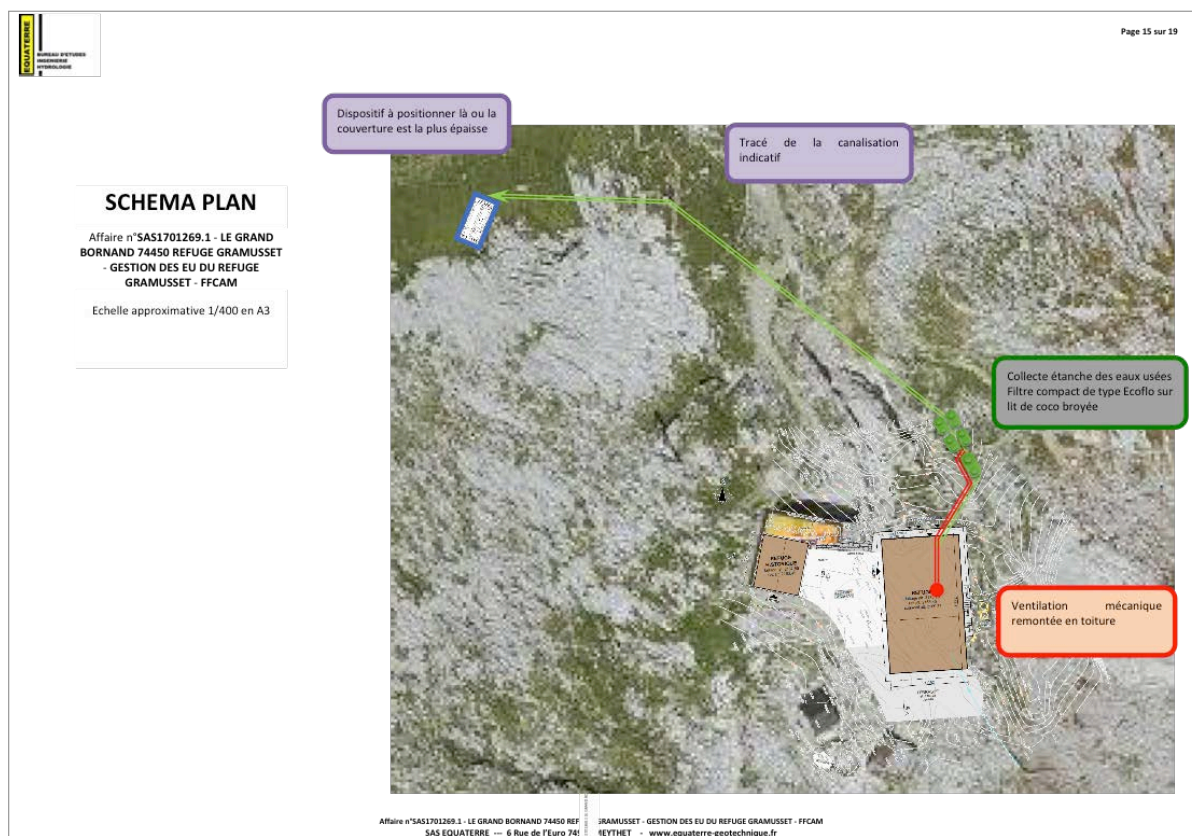 EQUATERRE
BUREAU D'ETUDES
INGENIERIE
HYDROLOGIE
Page 15 sur 19
Dispositif à positionner là ou la
couverture est la plus épaisse
Tracé de la canalisation
indicatif
SCHEMA PLAN
Affaire n°SAS1701269.1 - LE GRAND
BORNAND 74450 REFUGE GRAMUSSET
- GESTION DES EU DU REFUGE
GRAMUSSET - FFCAM
Echelle approximative 1/400 en A3
Collecte étanche des eaux usées
Filtre compact de type Ecoflo sur
lit de coco broyée
REFUGE
HISTORIQUE
REFUGE
Ventilation mécanique
remontée en toiture
Affaire n°SAS1701269.1 - LE GRAND BORNAND 74450 GRAMUSSET - GESTION DES EU DU REFUGE GRAMUSSET - FFCAM
SAS EQUATERRE --- 6 Rue de l'Euro - www.equaterre-geotechnique.fr